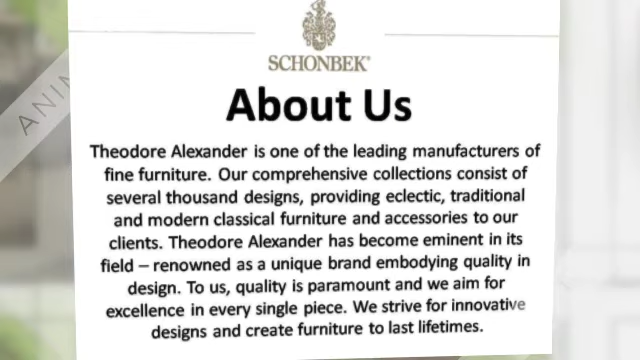 SCHONBEK®
About Us
ANIM
Theodore Alexander is one of the leading manufacturers of
fine furniture. Our comprehensive collections consist of
several thousand designs, providing eclectic, traditional
and modern classical furniture and accessories to our
clients. Theodore Alexander has become eminent in its
field – renowned as a unique brand embodying quality in
design. To us, quality is paramount and we aim for
excellence in every single piece. We strive for innovative
designs and create furniture to last lifetimes.